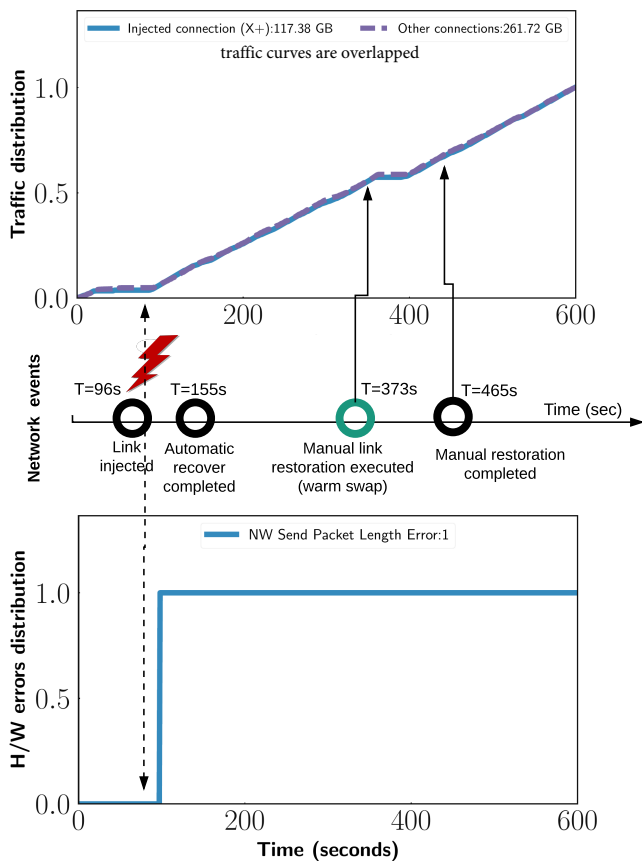 Injected connection (X+):117.38 GB
Other connections:261.72 GB
traffic curves are overlapped
Traffic distribution
1.0
0.5
0.0
0
200
400
600
Network events
T=96s
T=155s
T=373s
T=465s
Time (sec)
Link
injected
Automatic
recover
completed
Manual link
restoration executed
(warm swap)
Manual restoration
completed
NW Send Packet Length Error:1
H/W errors distribution
1.0
0.5
0.0
0
200
400
600
Time (seconds)